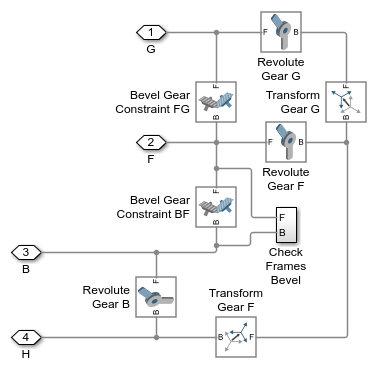 1
G
F
B
Revolute
Gear G
Bevel Gear
Constraint FG
F
B
Transform
Gear G
F
B
2
F
F
B
Revolute
Gear F
Bevel Gear
Constraint BF
F
B
F
B
Check
Frames
Bevel
3
B
Revolute
Gear B
F
B
Transform
Gear F
4
H
B
F